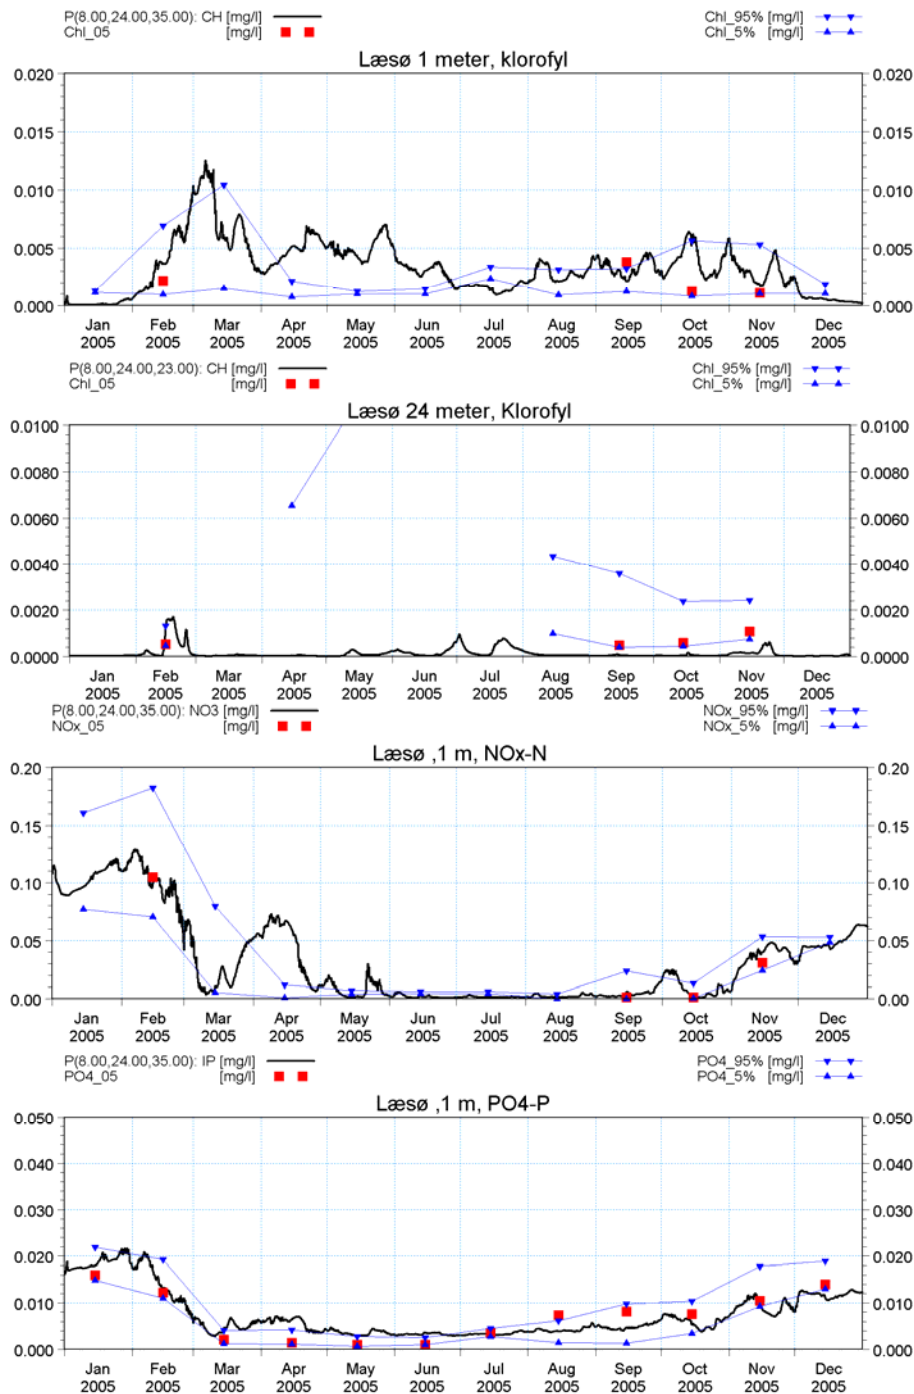 P(8.00,24.00,35.00): CH [mg/l] Chl_95% [mg/l]
Chl_05 [mg/l] Chl_5% [mg/l]
Læsø 1 meter, klorofyl
0.020 0.020
0.015 0.015
0.010 0.010
0.005 0.005
0.000 0.000
Jan Feb Mar Apr May Jun Jul Aug Sep Oct Nov Dec
2005 2005 2005 2005 2005 2005 2005 2005 2005 2005 2005 2005
P(8.00,24.00,23.00): CH [mg/l] Chl_95% [mg/l]
Chl_05 [mg/l] Chl_5% [mg/l]
Læsø 24 meter, Klorofyl
0.0100 0.0100
0.0080 0.0080
0.0060 0.0060
0.0040 0.0040
0.0020 0.0020
0.0000 0.0000
Jan Feb Mar Apr May Jun Jul Aug Sep Oct Nov Dec
2005 2005 2005 2005 2005 2005 2005 2005 2005 2005 2005 2005
P(8.00,24.00,35.00): NO3 [mg/l] NOx_95% [mg/l]
NOx_05 [mg/l] NOx_5% [mg/l]
Læsø ,1 m, NOx-N
0.20 0.20
0.15 0.15
0.10 0.10
0.05 0.05
0.00 0.00
Jan Feb Mar Apr May Jun Jul Aug Sep Oct Nov Dec
2005 2005 2005 2005 2005 2005 2005 2005 2005 2005 2005 2005
P(8.00,24.00,35.00): IP [mg/l] PO4_95% [mg/l]
PO4_05 [mg/l] PO4_5% [mg/l]
Læsø ,1 m, PO4-P
0.050 0.050
0.040 0.040
0.030 0.030
0.020 0.020
0.010 0.010
0.000 0.000
Jan Feb Mar Apr May Jun Jul Aug Sep Oct Nov Dec
2005 2005 2005 2005 2005 2005 2005 2005 2005 2005 2005 2005